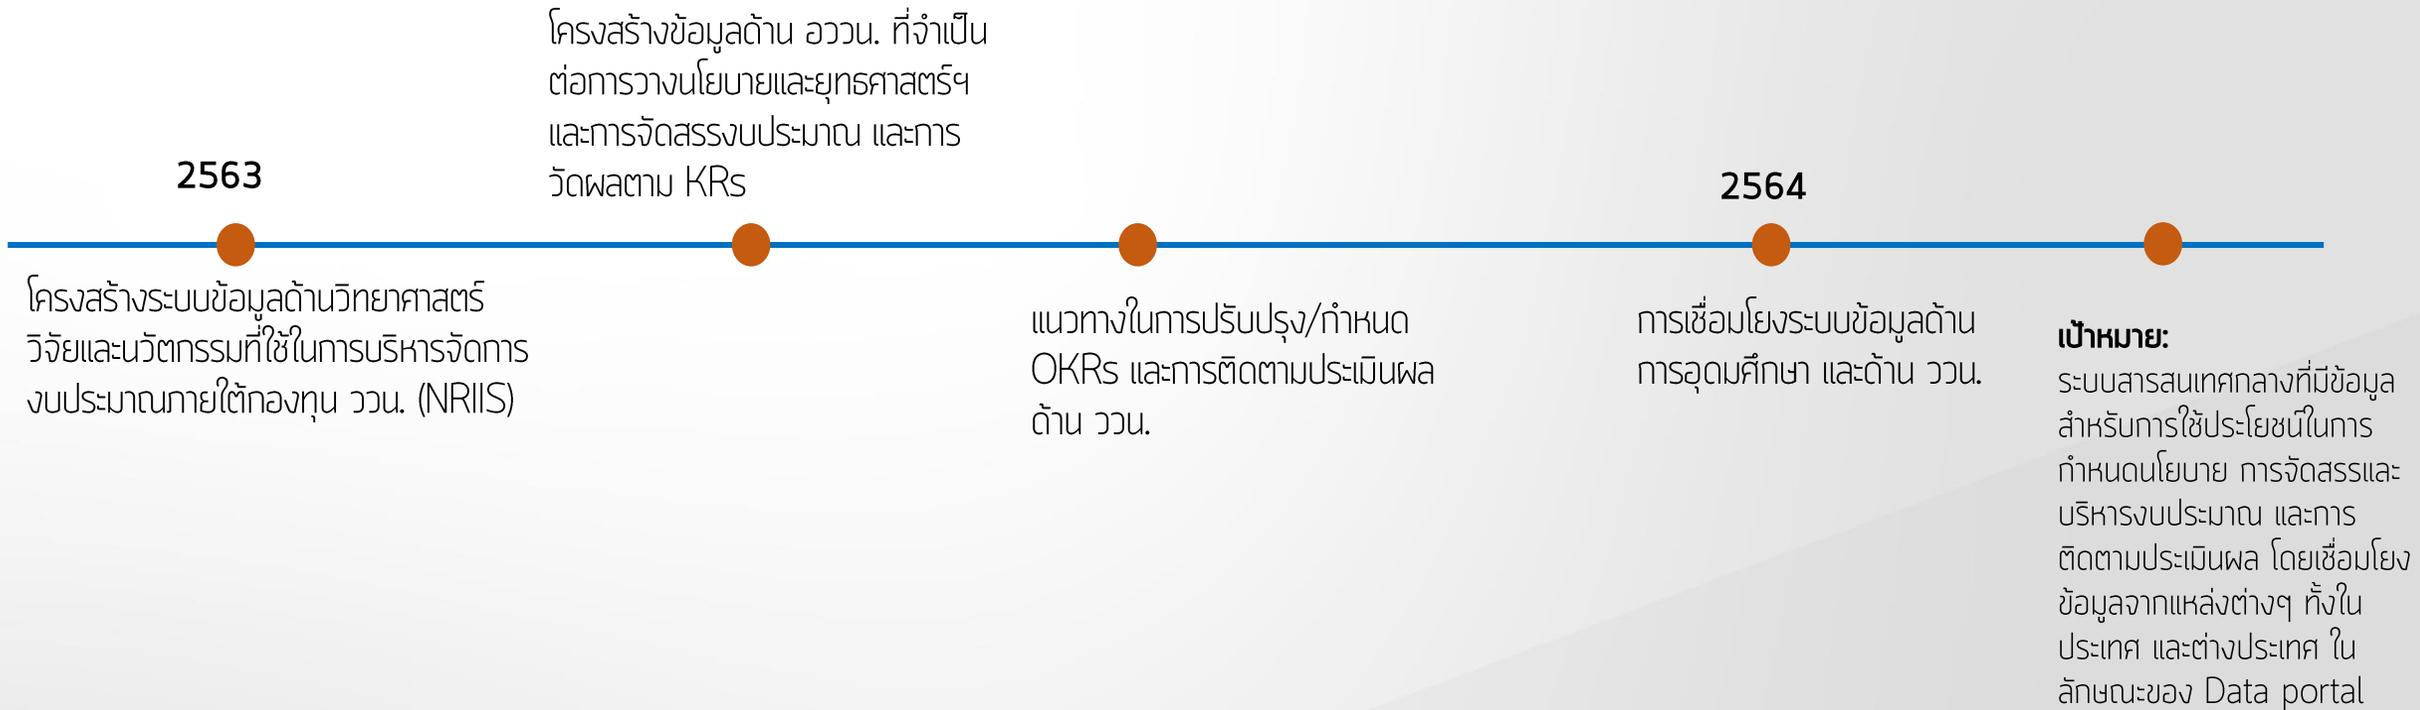 2563
โครงสร้างระบบข้อมูลด้านวิทยาศาสตร์
วิจัยและนวัตกรรมที่ใช้ในการบริหารจัดการ
งบประมาณภายใต้กองทุน ววน. (NRIIS)
โครงสร้างข้อมูลด้าน อววน. ที่จำเป็น
ต่อการวางนโยบายและยุทธศาสตร์ฯ
และการจัดสรรงบประมาณ และการ
วัดผลตาม KRs
แนวทางในการปรับปรุง/กำหนด
OKRs และการติดตามประเมินผล
ด้าน ววน.
2564
การเชื่อมโยงระบบข้อมูลด้าน
การอุดมศึกษา และด้าน ววน.
เป้าหมาย:
ระบบสารสนเทศกลางที่มีข้อมูล
สำหรับการใช้ประโยชน์ในการ
กำหนดนโยบาย การจัดสรรและ
บริหารงบประมาณ และการ
ติดตามประเมินผล โดยเชื่อมโยง
ข้อมูลจากแหล่งต่างๆ ทั้งใน
ประเทศ และต่างประเทศ ใน
ลักษณะของ Data portal